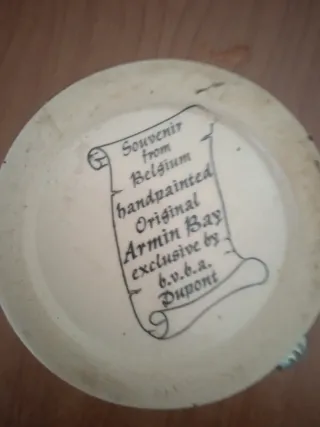 Souvenir
from
Belgium
handpainted
Original
Armin Bay
exclusive by
b.v.b.a.
Dupont